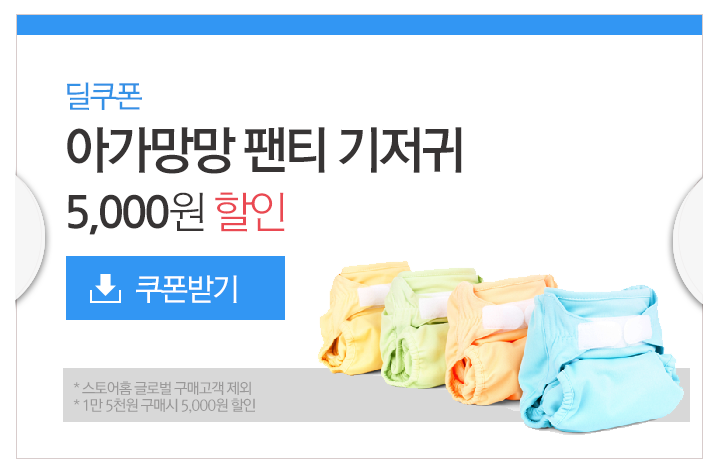 딜쿠폰
아가망망 팬티 기저귀
5,000원 할인
쿠폰받기
* 스토어홈 글로벌 구매고객 제외
* 1만 5천원 구매시 5,000원 할인